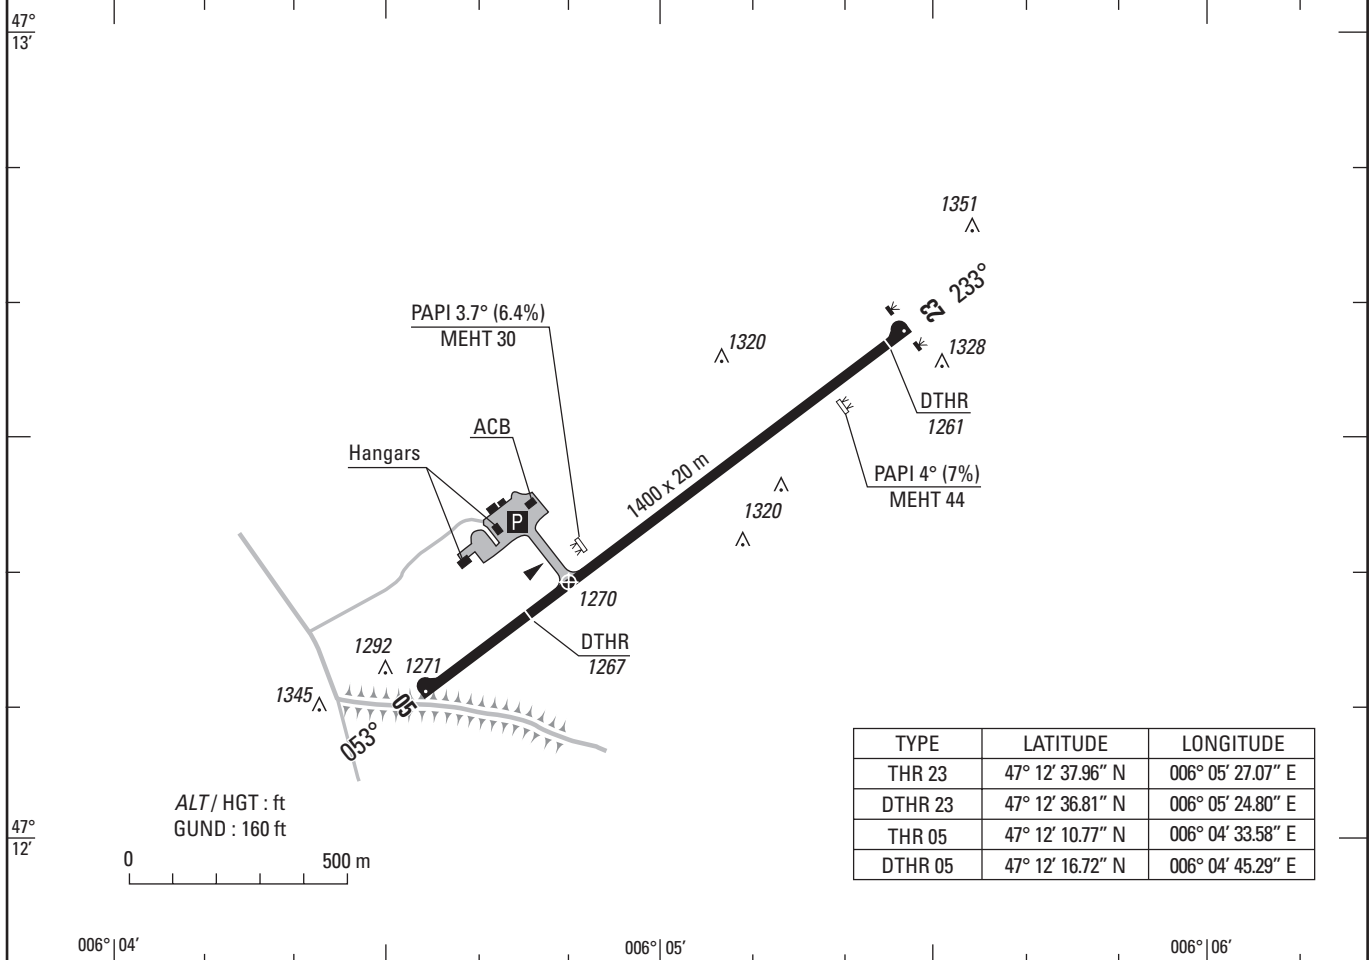 47°
13′
1351
23 233°
PAPI 3.7° (6.4%)
MEHT 30
1320
1328
DTHR
1261
ACB
Hangars
1400 x 20 m
PAPI 4° (7%)
MEHT 44
1320
P
1270
DTHR
1267
1292
1271
1345
05
053°
TYPE LATITUDE LONGITUDE
THR 23 47° 12′ 37.96″ N 006° 05′ 27.07″ E
DTHR 23 47° 12′ 36.81″ N 006° 05′ 24.80″ E
THR 05 47° 12′ 10.77″ N 006° 04′ 33.58″ E
DTHR 05 47° 12′ 16.72″ N 006° 04′ 45.29″ E
ALT / HGT : ft
GUND : 160 ft
47°
12′
0 500 m
006° 04′ 006° 05′ 006° 06′